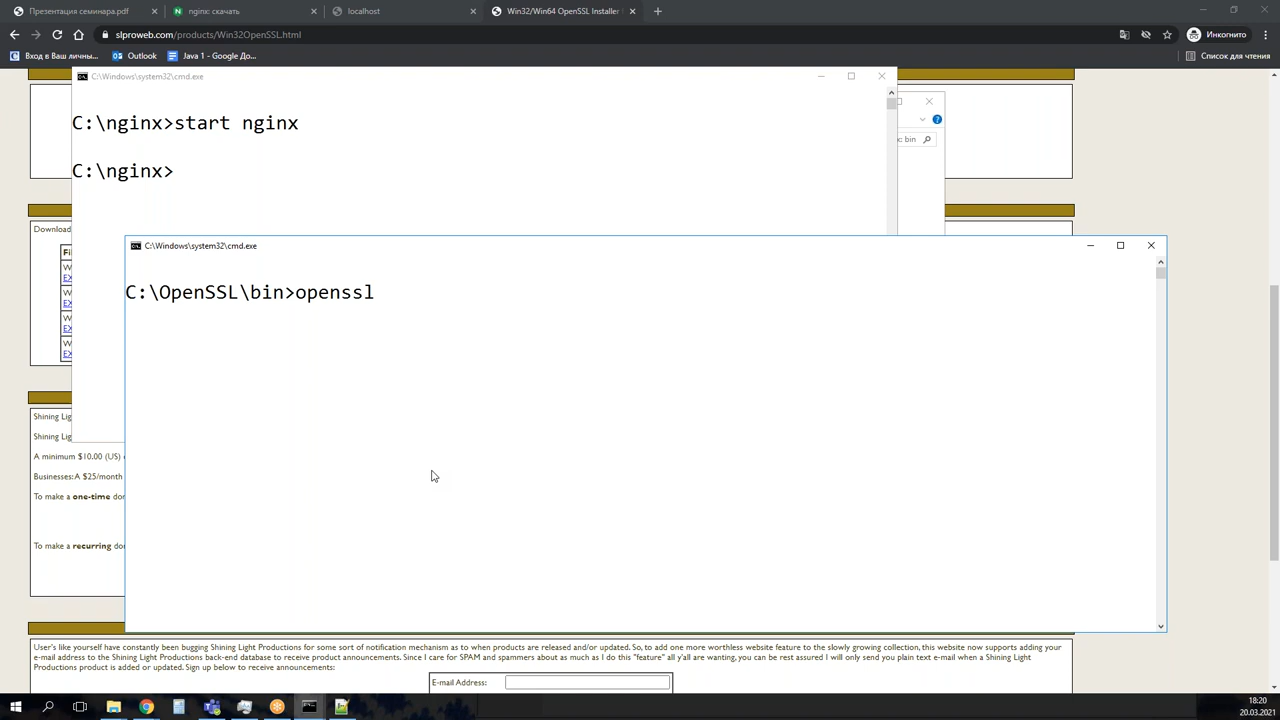 Презентация семинара.pdf
nginx: скачать
localhost
Win32/Win64 OpenSSL Installer
slproweb.com/products/Win32OpenSSL.html
Инкогнито
Вход в Ваш личны...
Outlook
Java 1 - Google До...
Список для чтения
C:\Windows\system32\cmd.exe
C:\nginx>start nginx
: bin
C:\nginx>
Download
C:\Windows\system32\cmd.exe
C:\OpenSSL\bin>openssl
EX
EX
EX
EX
Shining Lig
Shining Lig
A minimum $10.00 (US)
Businesses: A $25/month
To make a one-time do
To make a recurring do
User's like yourself have constantly been bugging Shining Light Productions for some sort of notification mechanism as to when products are released and/or updated. So, to add one more worthless website feature to the slowly growing collection, this website now supports adding your
e-mail address to the Shining Light Productions back-end database to receive product announcements. Since I care for SPAM and spammers about as much as I do this "feature" all y'all are wanting, you can be rest assured I will only send you plain text e-mail when a Shining Light
Productions product is added or updated. Sign up below to receive announcements:
E-mail Address:
18:20
20.03.2021